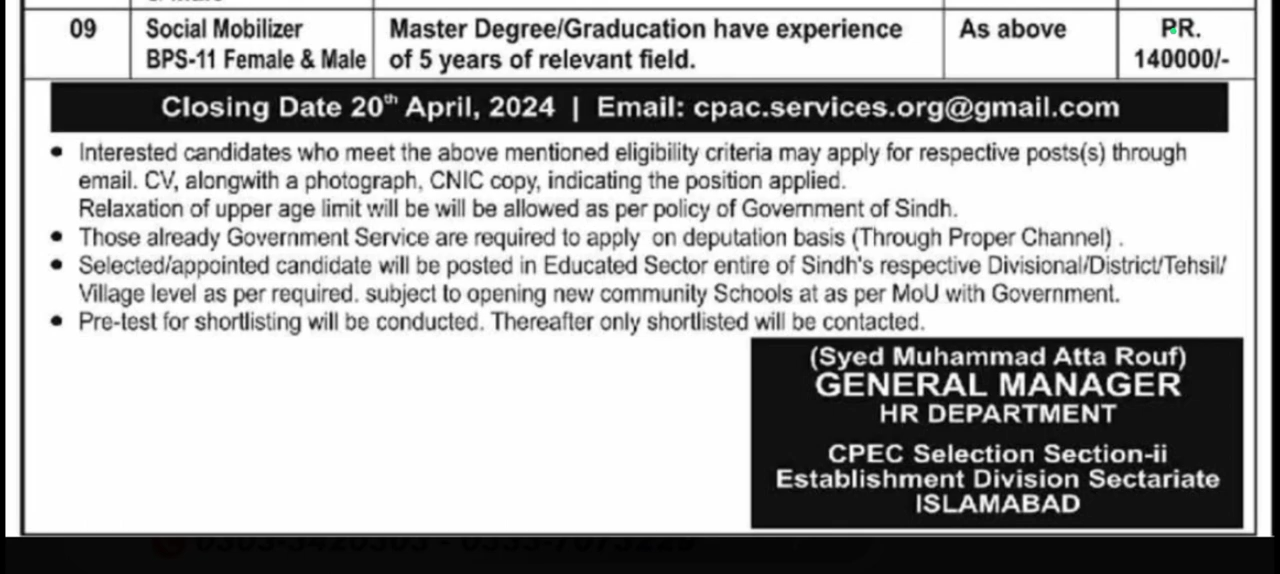 09 Social Mobilizer Master Degree/Graducation have experience As above PR.
BPS-11 Female & Male of 5 years of relevant field. 140000/-
Closing Date 20th April, 2024 | Email: cpac.services.org@gmail.com
• Interested candidates who meet the above mentioned eligibility criteria may apply for respective posts(s) through
email. CV, alongwith a photograph, CNIC copy, indicating the position applied.
Relaxation of upper age limit will be will be allowed as per policy of Government of Sindh.
• Those already Government Service are required to apply on deputation basis (Through Proper Channel) .
• Selected/appointed candidate will be posted in Educated Sector entire of Sindh's respective Divisional/District/Tehsil/
Village level as per required. subject to opening new community Schools at as per MoU with Government.
• Pre-test for shortlisting will be conducted. Thereafter only shortlisted will be contacted.
(Syed Muhammad Atta Rouf)
GENERAL MANAGER
HR DEPARTMENT
CPEC Selection Section-ii
Establishment Division Sectariate
ISLAMABAD